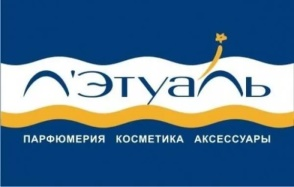 Л'Этуаль
ПАРФЮМЕРИЯ КОСМЕТИКА АКСЕССУАРЫ